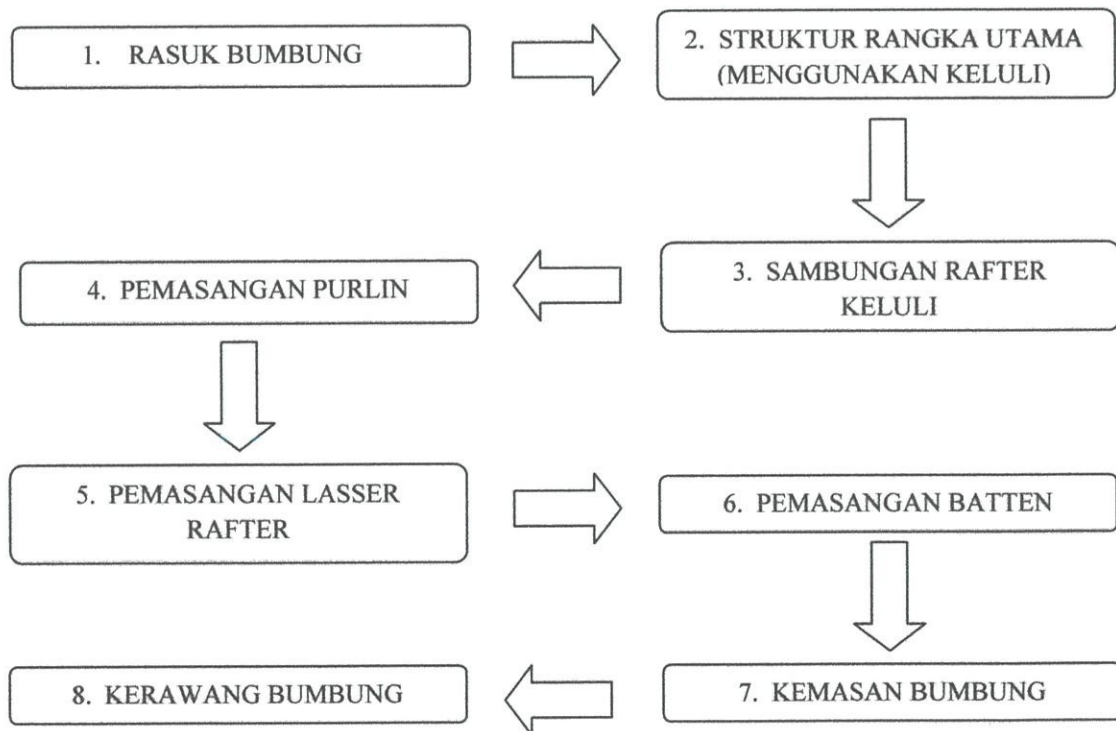 1. RASUK BUMBUNG
2. STRUKTUR RANGKA UTAMA
(MENGGUNAKAN KELULI)
3. SAMBUNGAN RAFTER
KELULI
4. PEMASANGAN PURLIN
5. PEMASANGAN LASSER
RAFTER
6. PEMASANGAN BATTEN
7. KEMASAN BUMBUNG
8. KERAWANG BUMBUNG